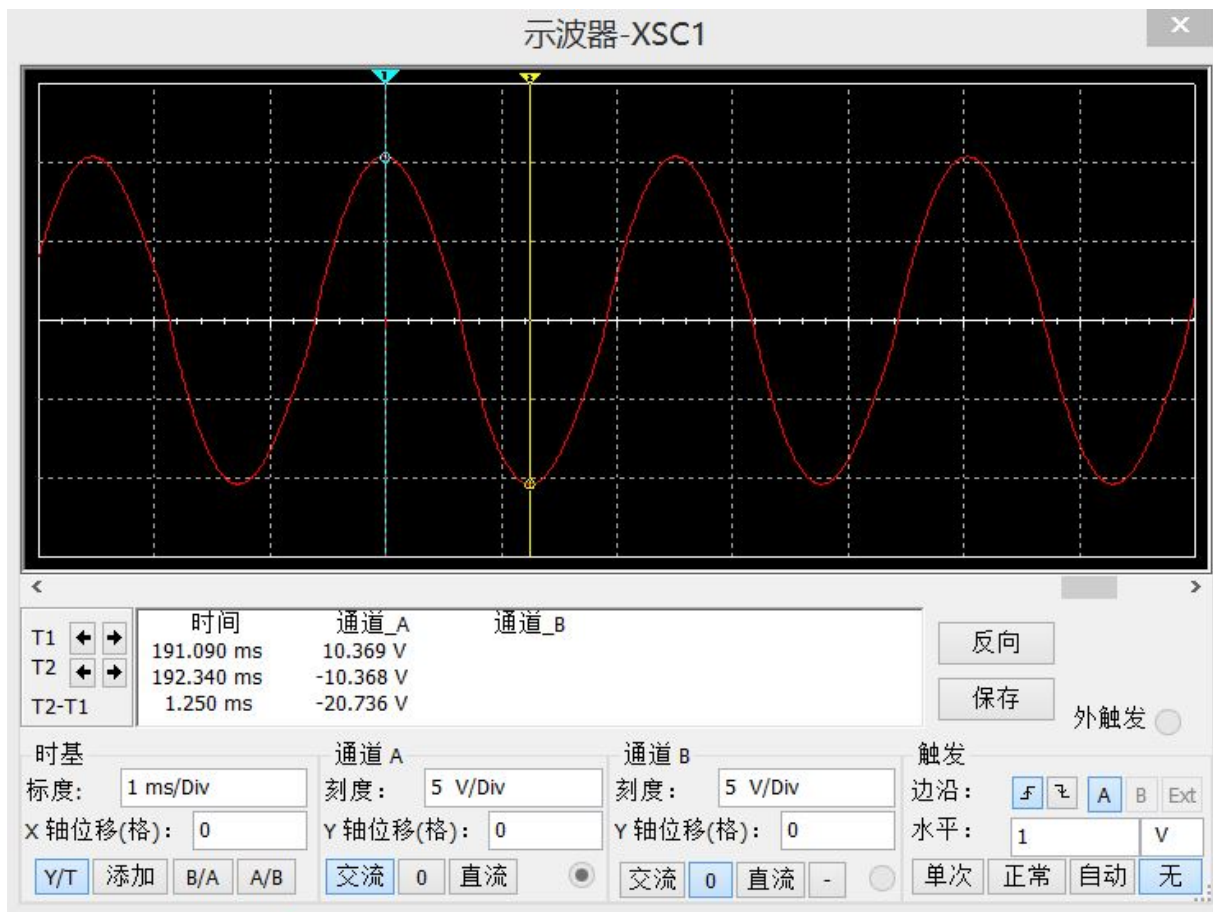 示波器-XSC1
1
2
时间 通道_A 通道_B
T1 191.090 ms 10.369 V
T2 192.340 ms -10.368 V
T2-T1 1.250 ms -20.736 V
反向
保存
外触发
时基
标度: 1 ms/Div
X 轴位移(格): 0
Y/T 添加 B/A A/B
通道 A
刻度: 5 V/Div
Y 轴位移(格): 0
交流 0 直流
通道 B
刻度: 5 V/Div
Y 轴位移(格): 0
交流 0 直流 -
触发
边沿: A B Ext
水平: 1 V
单次 正常 自动 无